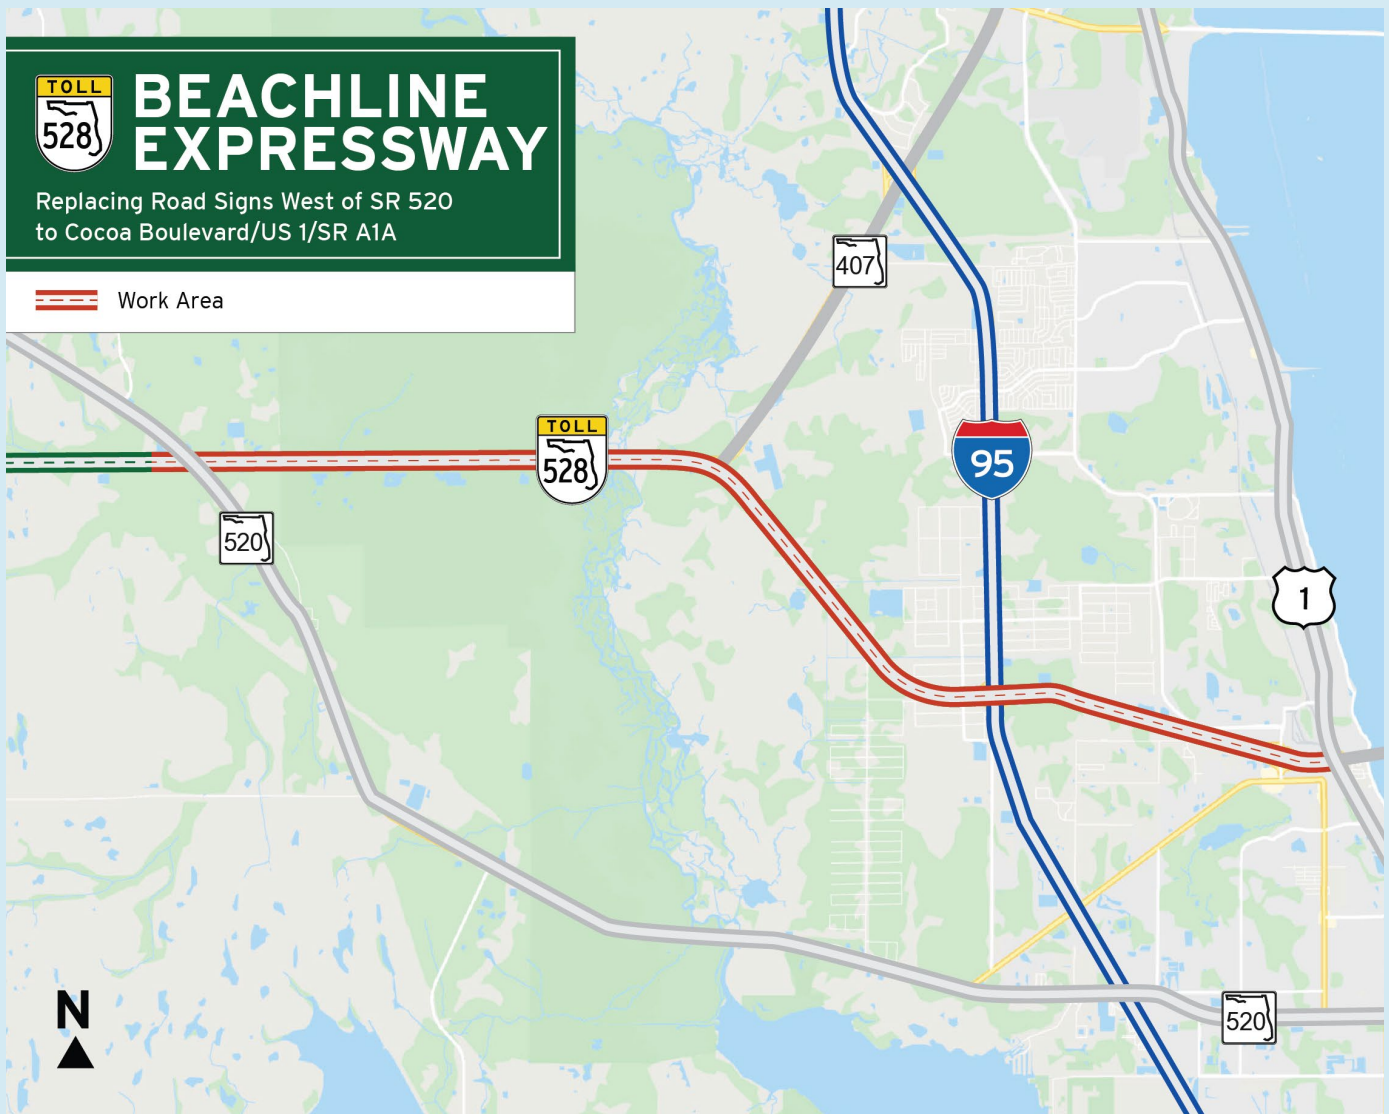 TOLL
528
BEACHLINE
EXPRESSWAY
Replacing Road Signs West of SR 520
to Cocoa Boulevard/US 1/SR A1A
Work Area
407
TOLL
528
95
520
1
N
520